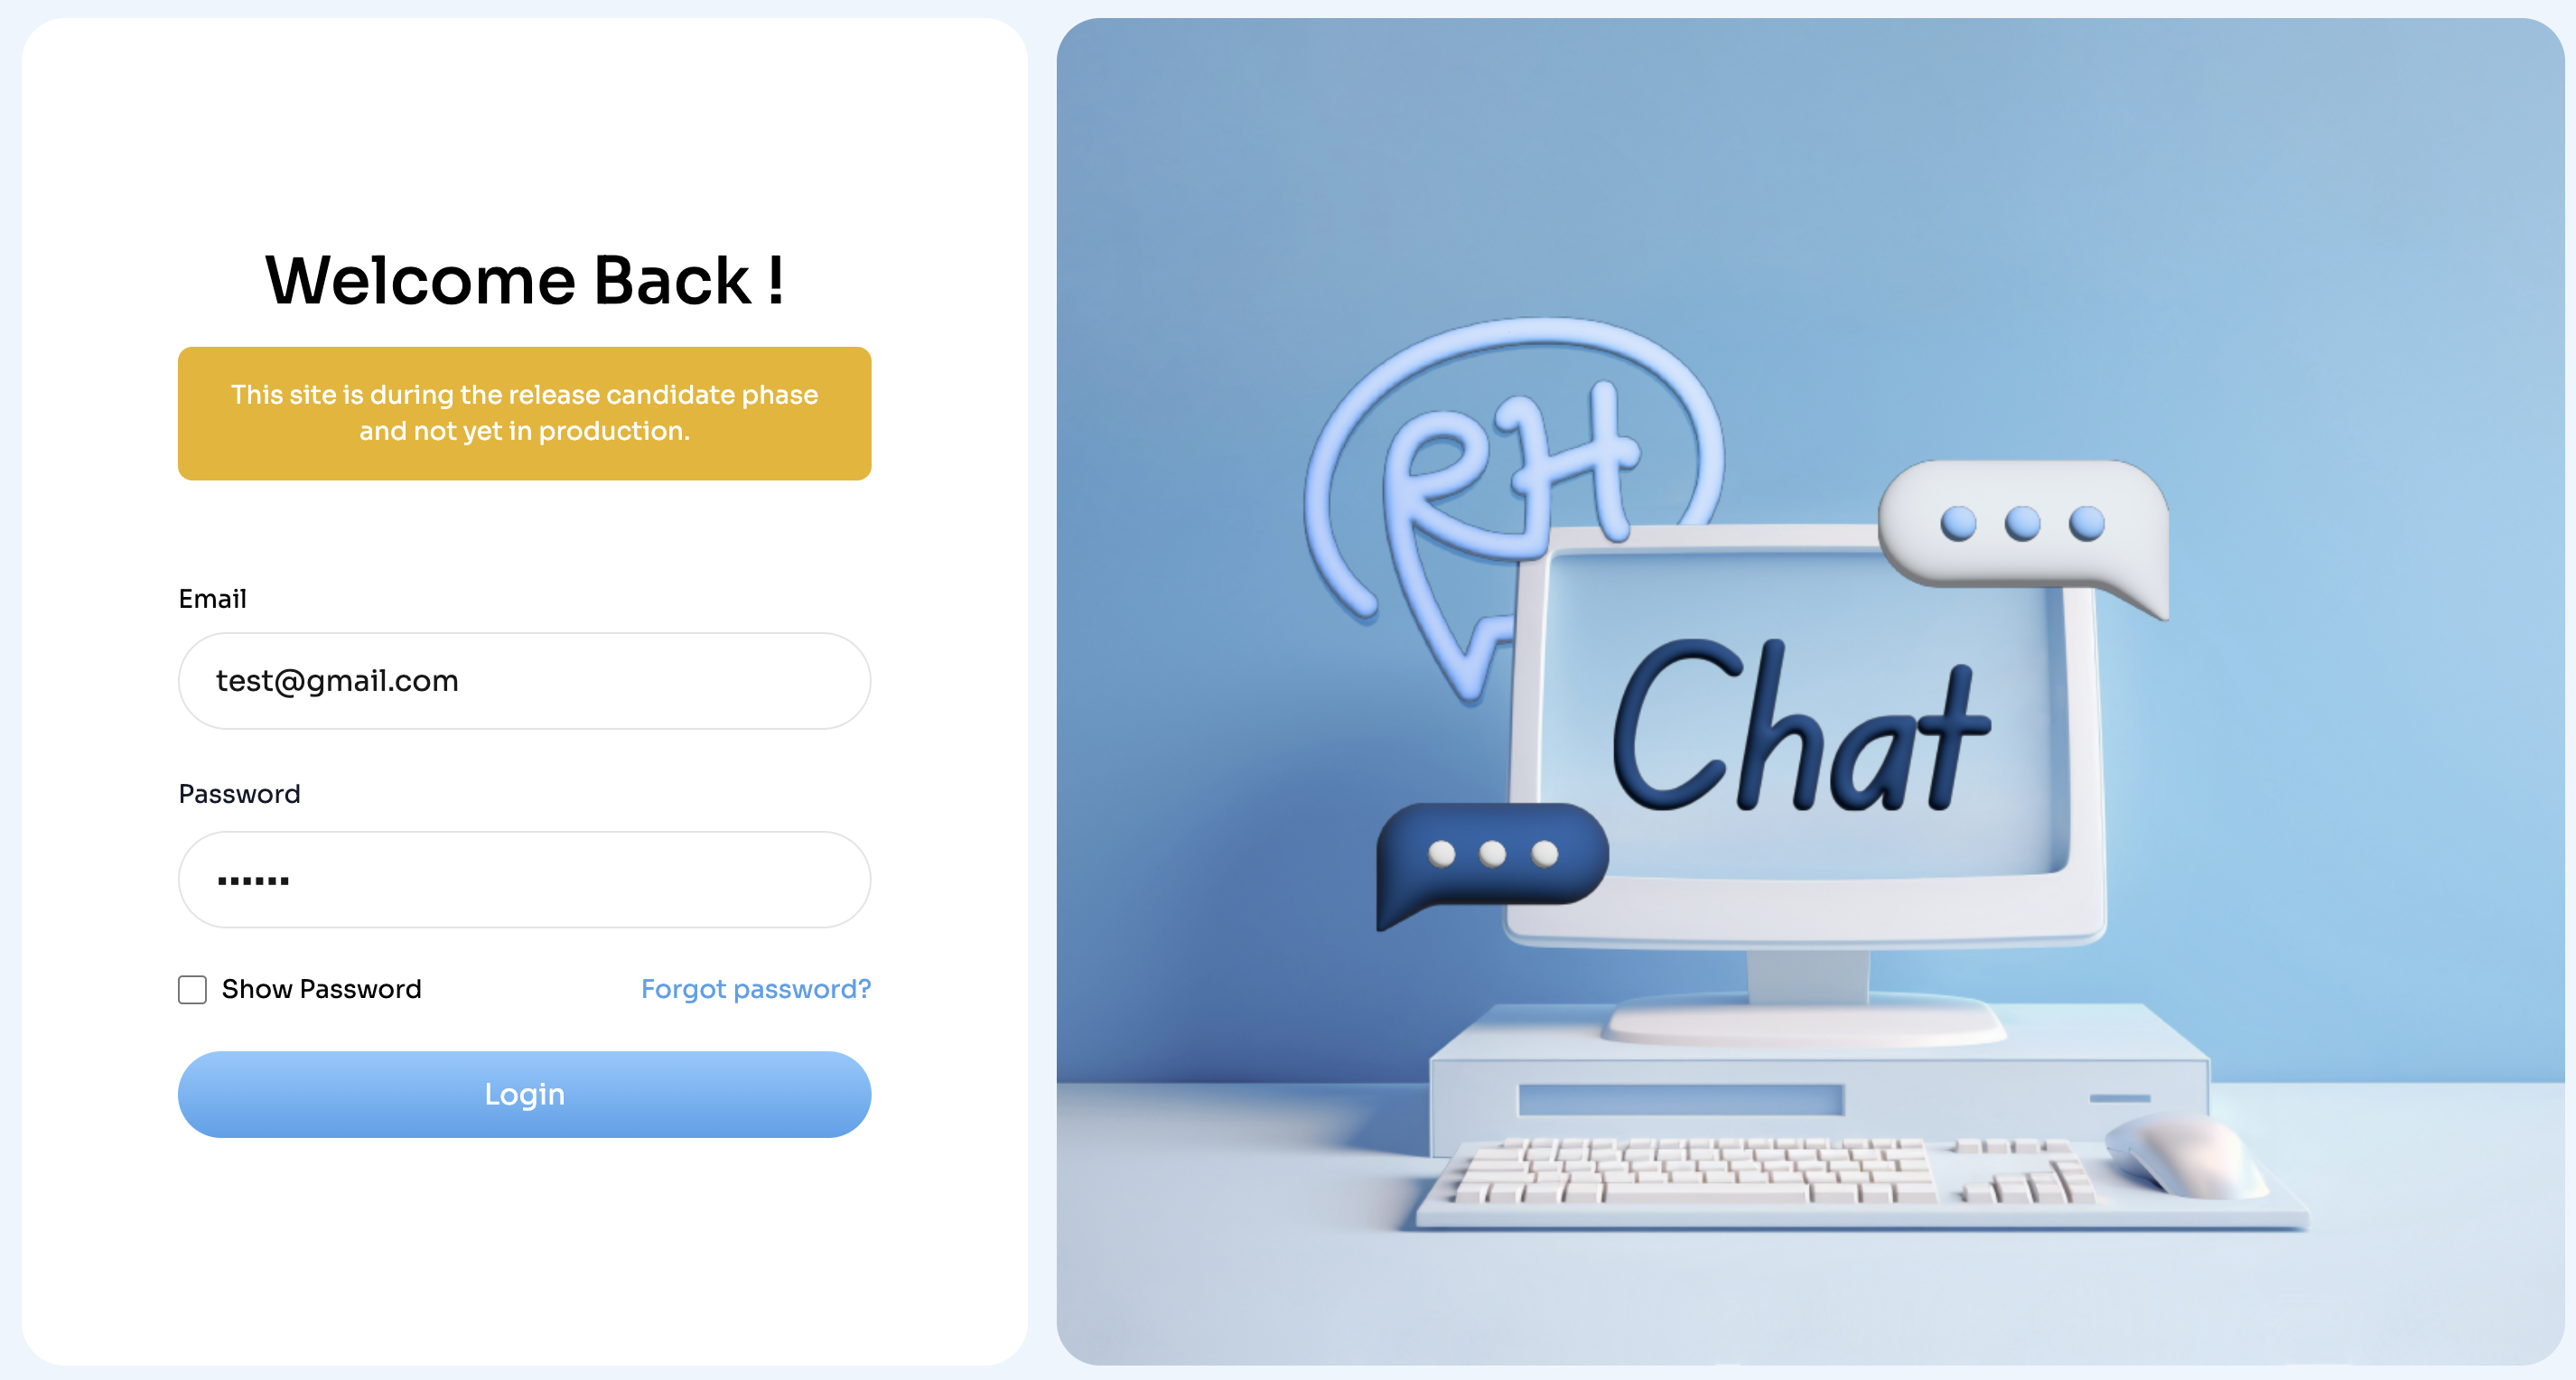 Welcome Back !
This site is during the release candidate phase
and not yet in production.
Email
test@gmail.com
Password
Show Password
Forgot password?
Login
RH
Chat